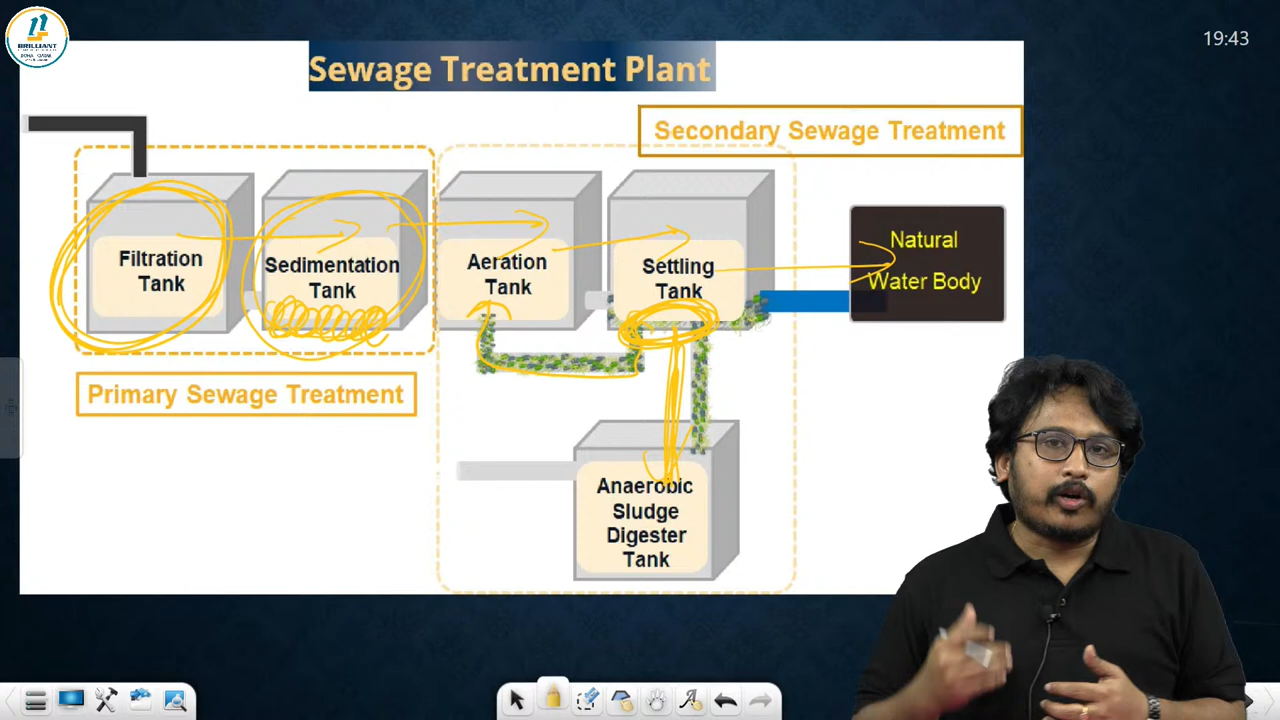 BRILLIANT
19:43
Sewage Treatment Plant
Secondary Sewage Treatment
Filtration
Tank
Sedimentation
Tank
Aeration
Tank
Settling
Tank
Natural
Water Body
Primary Sewage Treatment
Anaerobic
Sludge
Digester
Tank